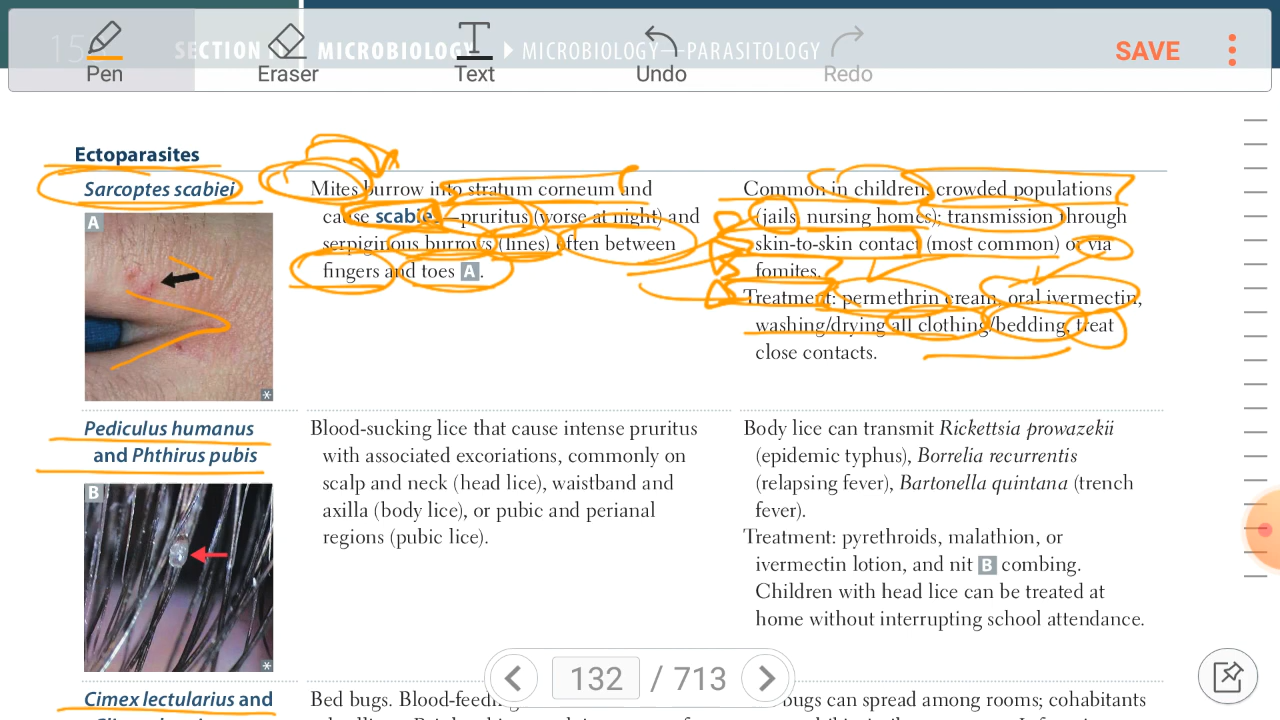 Pen
Eraser
Text
Undo
Redo
SAVE
SECTION
MICROBIOLOGY
MICROBIOLOGY—PARASITOLOGY
Ectoparasites
Sarcoptes scabiei
A
Mites burrow into stratum corneum and
cause scabies—pruritus (worse at night) and
serpiginous burrows (lines) often between
fingers and toes A.
Common in children, crowded populations
(jails, nursing homes); transmission through
skin-to-skin contact (most common) or via
fomites.
Treatment: permethrin cream, oral ivermectin,
washing/drying all clothing/bedding, treat
close contacts.
Pediculus humanus
and Phthirus pubis
B
Blood-sucking lice that cause intense pruritus
with associated excoriations, commonly on
scalp and neck (head lice), waistband and
axilla (body lice), or pubic and perianal
regions (pubic lice).
Body lice can transmit Rickettsia prowazekii
(epidemic typhus), Borrelia recurrentis
(relapsing fever), Bartonella quintana (trench
fever).
Treatment: pyrethroids, malathion, or
ivermectin lotion, and nit B combing.
Children with head lice can be treated at
home without interrupting school attendance.
132 / 713
Cimex lectularius and
Bed bugs.
bugs can spread among rooms; cohabitants